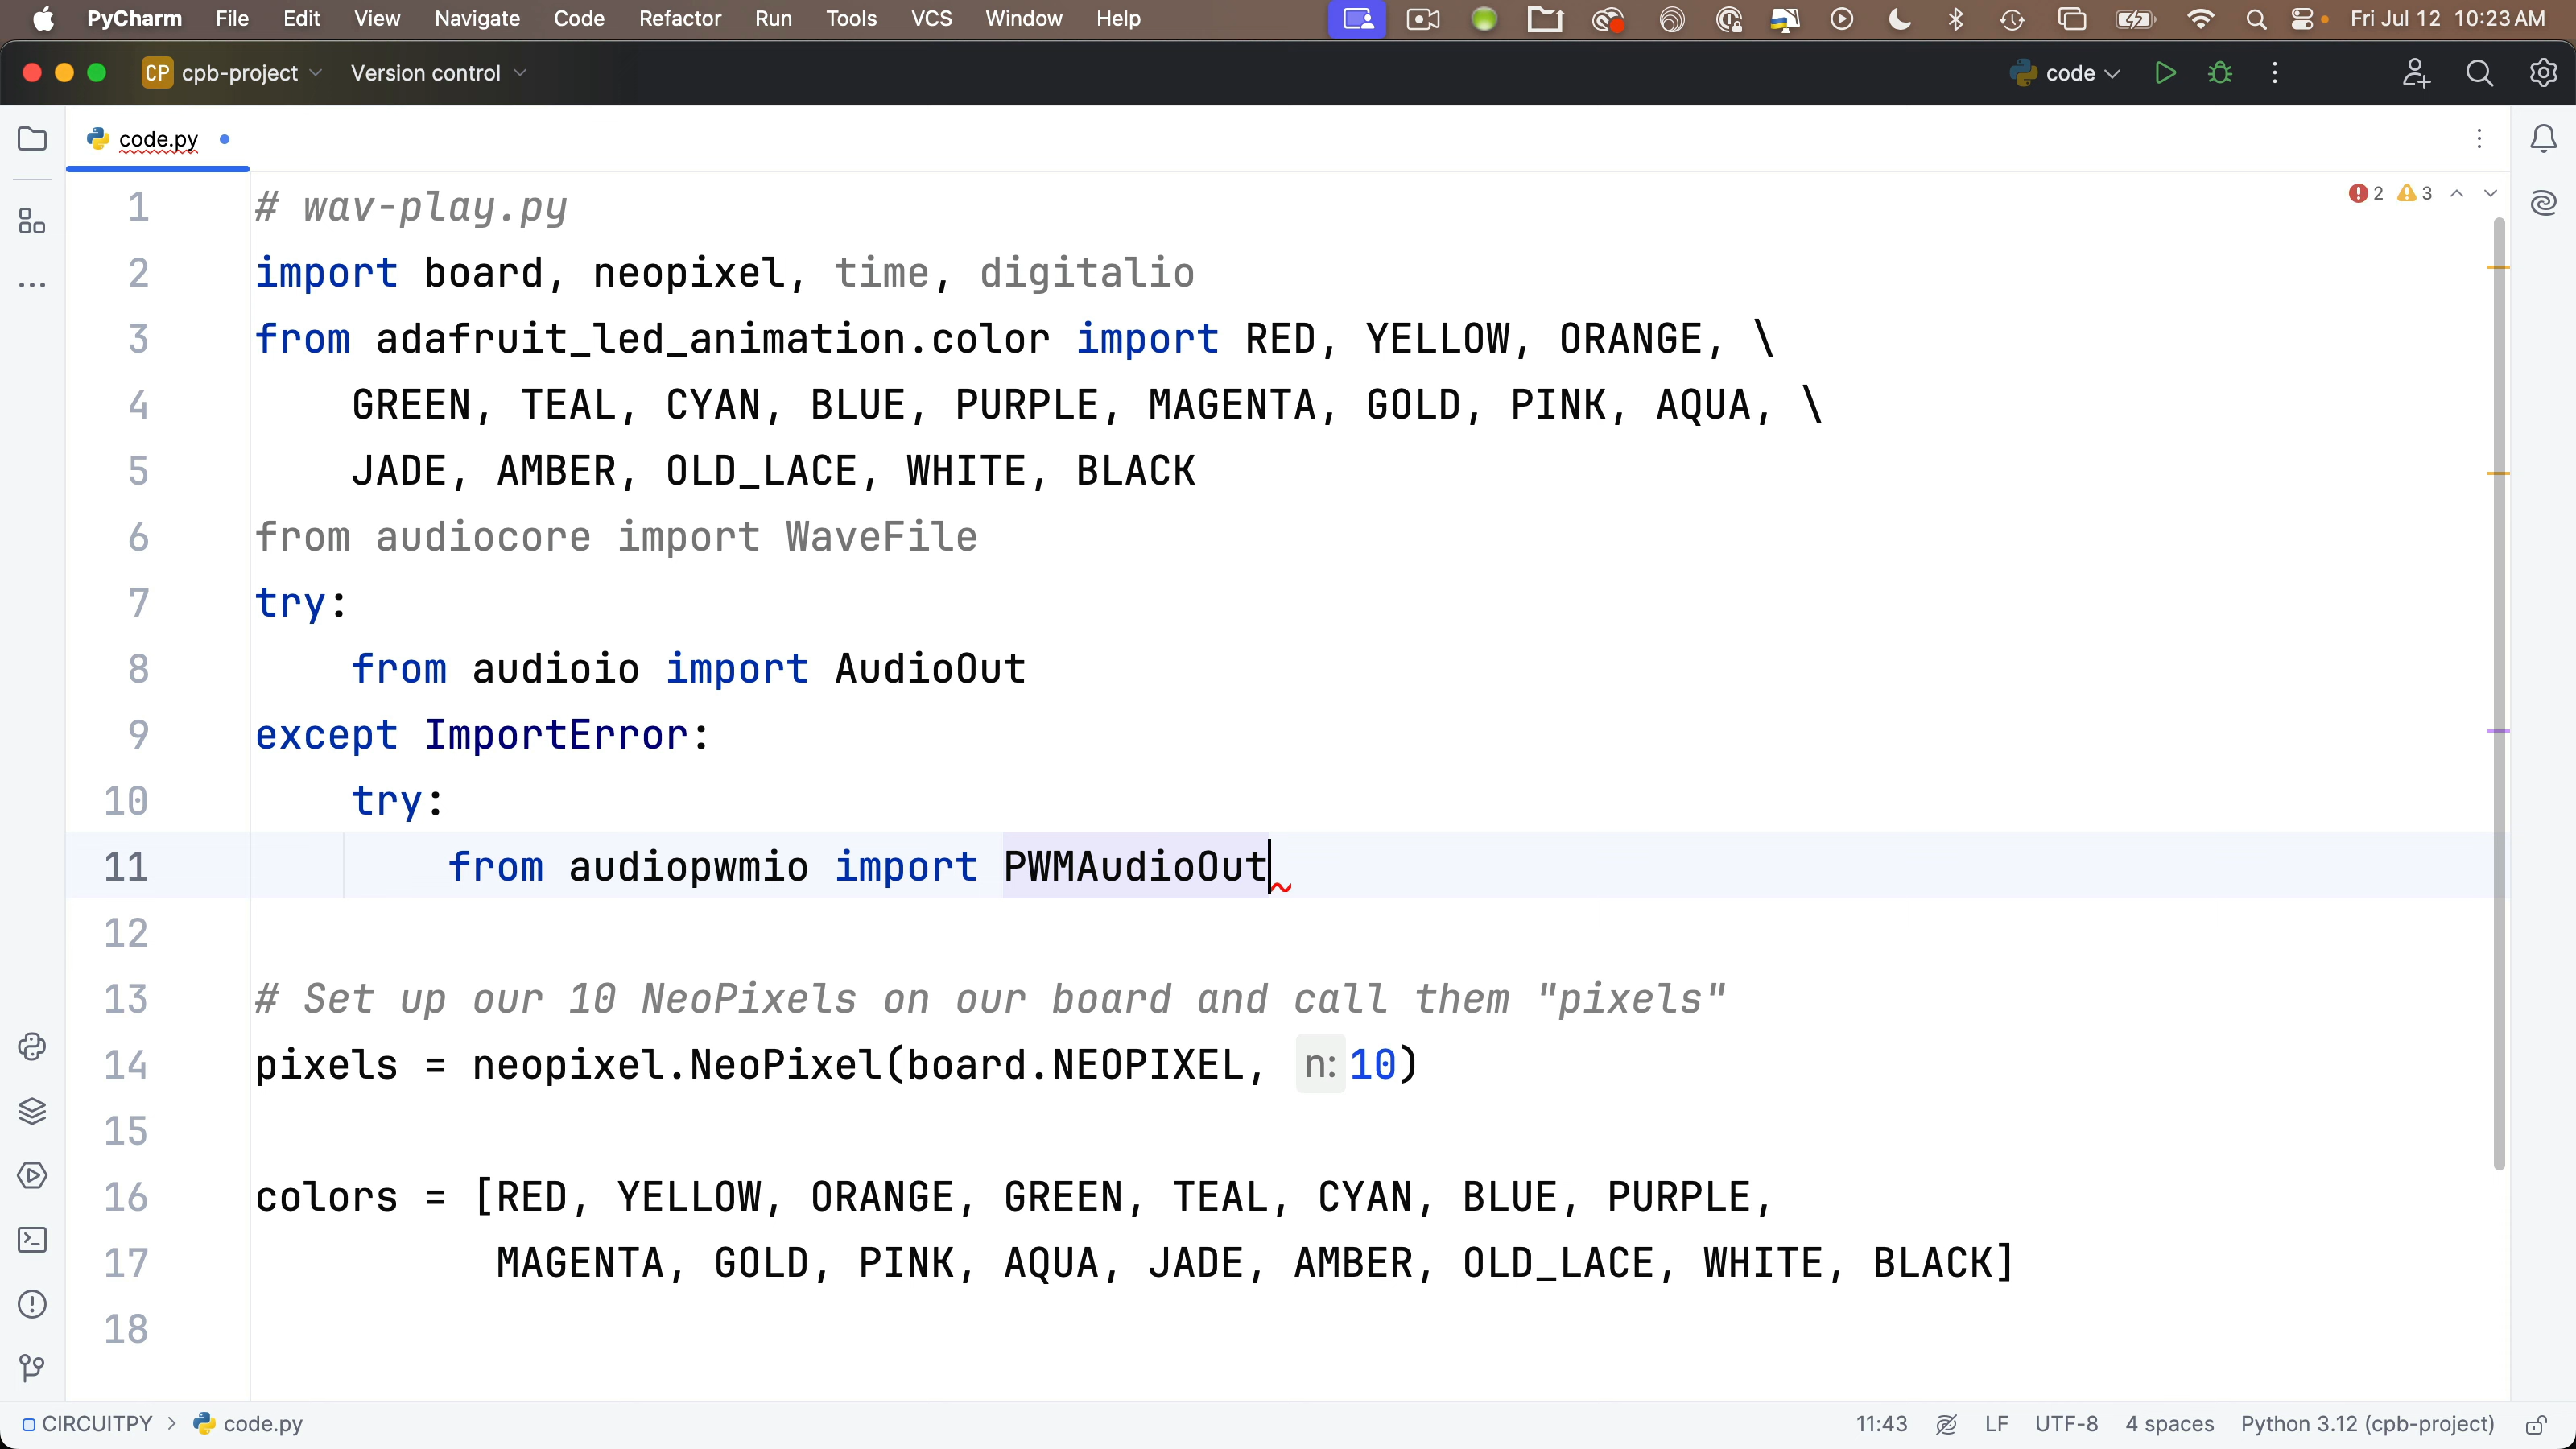 PyCharm File Edit View Navigate Code Refactor Run Tools VCS Window Help Fri Jul 12 10:23 AM
CP cpb-project Version control code
code.py
2 3
1 # wav-play.py
2 import board, neopixel, time, digitalio
3 from adafruit_led_animation.color import RED, YELLOW, ORANGE, \
4     GREEN, TEAL, CYAN, BLUE, PURPLE, MAGENTA, GOLD, PINK, AQUA, \
5     JADE, AMBER, OLD_LACE, WHITE, BLACK
6 from audiocore import WaveFile
7 try:
8     from audioio import AudioOut
9 except ImportError:
10     try:
11         from audiopwmio import PWMAudioOut
12
13 # Set up our 10 NeoPixels on our board and call them "pixels"
14 pixels = neopixel.NeoPixel(board.NEOPIXEL, n: 10)
15
16 colors = [RED, YELLOW, ORANGE, GREEN, TEAL, CYAN, BLUE, PURPLE,
17           MAGENTA, GOLD, PINK, AQUA, JADE, AMBER, OLD_LACE, WHITE, BLACK]
18
CIRCUITPY > code.py 11:43 LF UTF-8 4 spaces Python 3.12 (cpb-project)